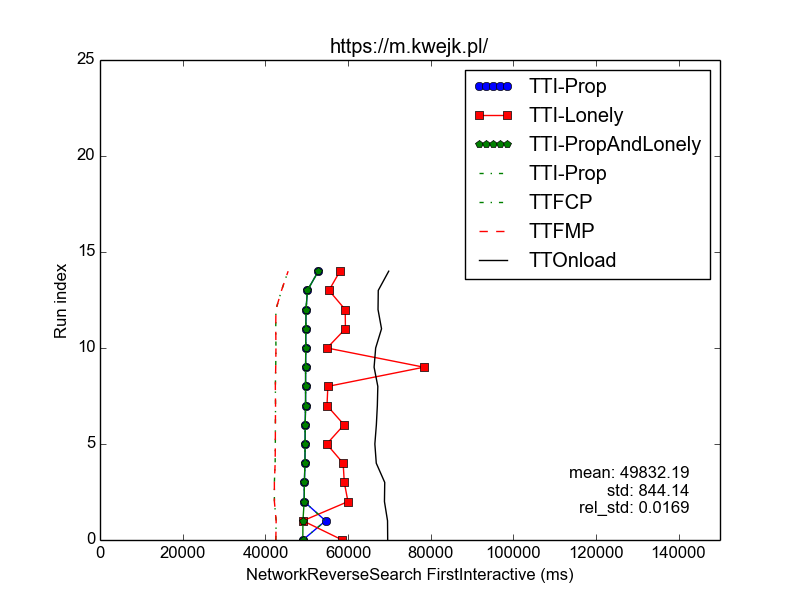 https://m.kwejk.pl/
25
20
15
10
5
0
Run index
TTI-Prop
TTI-Lonely
TTI-PropAndLonely
TTI-Prop
TTFCP
TTFMP
TTOnload
mean: 49832.19
std: 844.14
rel_std: 0.0169
0 20000 40000 60000 80000 100000 120000 140000
NetworkReverseSearch FirstInteractive (ms)